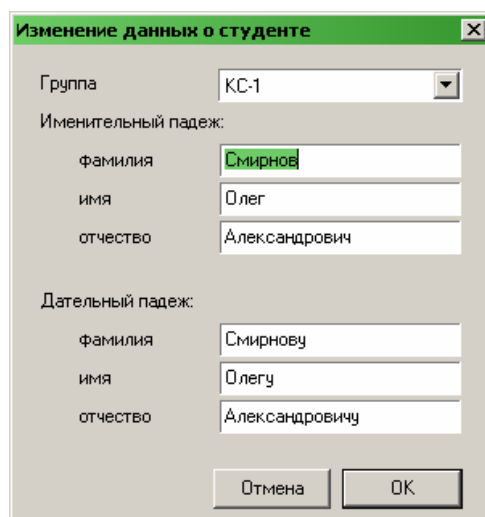 Изменение данных о студенте
Группа КС-1
Именительный падеж:
фамилия Смирнов
имя Олег
отчество Александрович
Дательный падеж:
фамилия Смирнову
имя Олегу
отчество Александровичу
Отмена OK